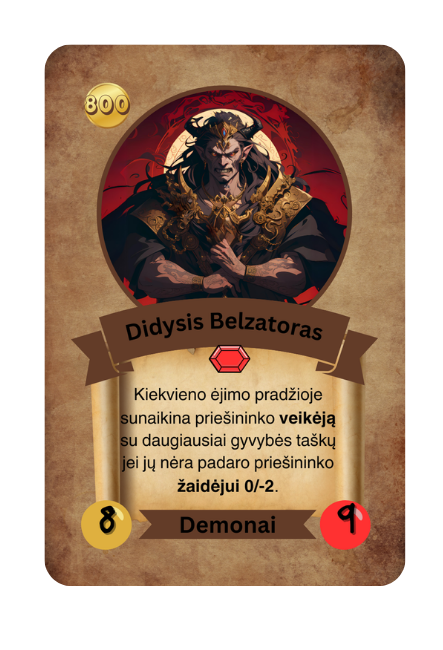 800
Didysis Belzatoras
Kiekvieno ėjimo pradžioje
sunaikina priešininko veikėją
su daugiausiai gyvybės taškų
jei jų nėra padaro priešininko
žaidėjui 0/-2.
8
Demonai
9